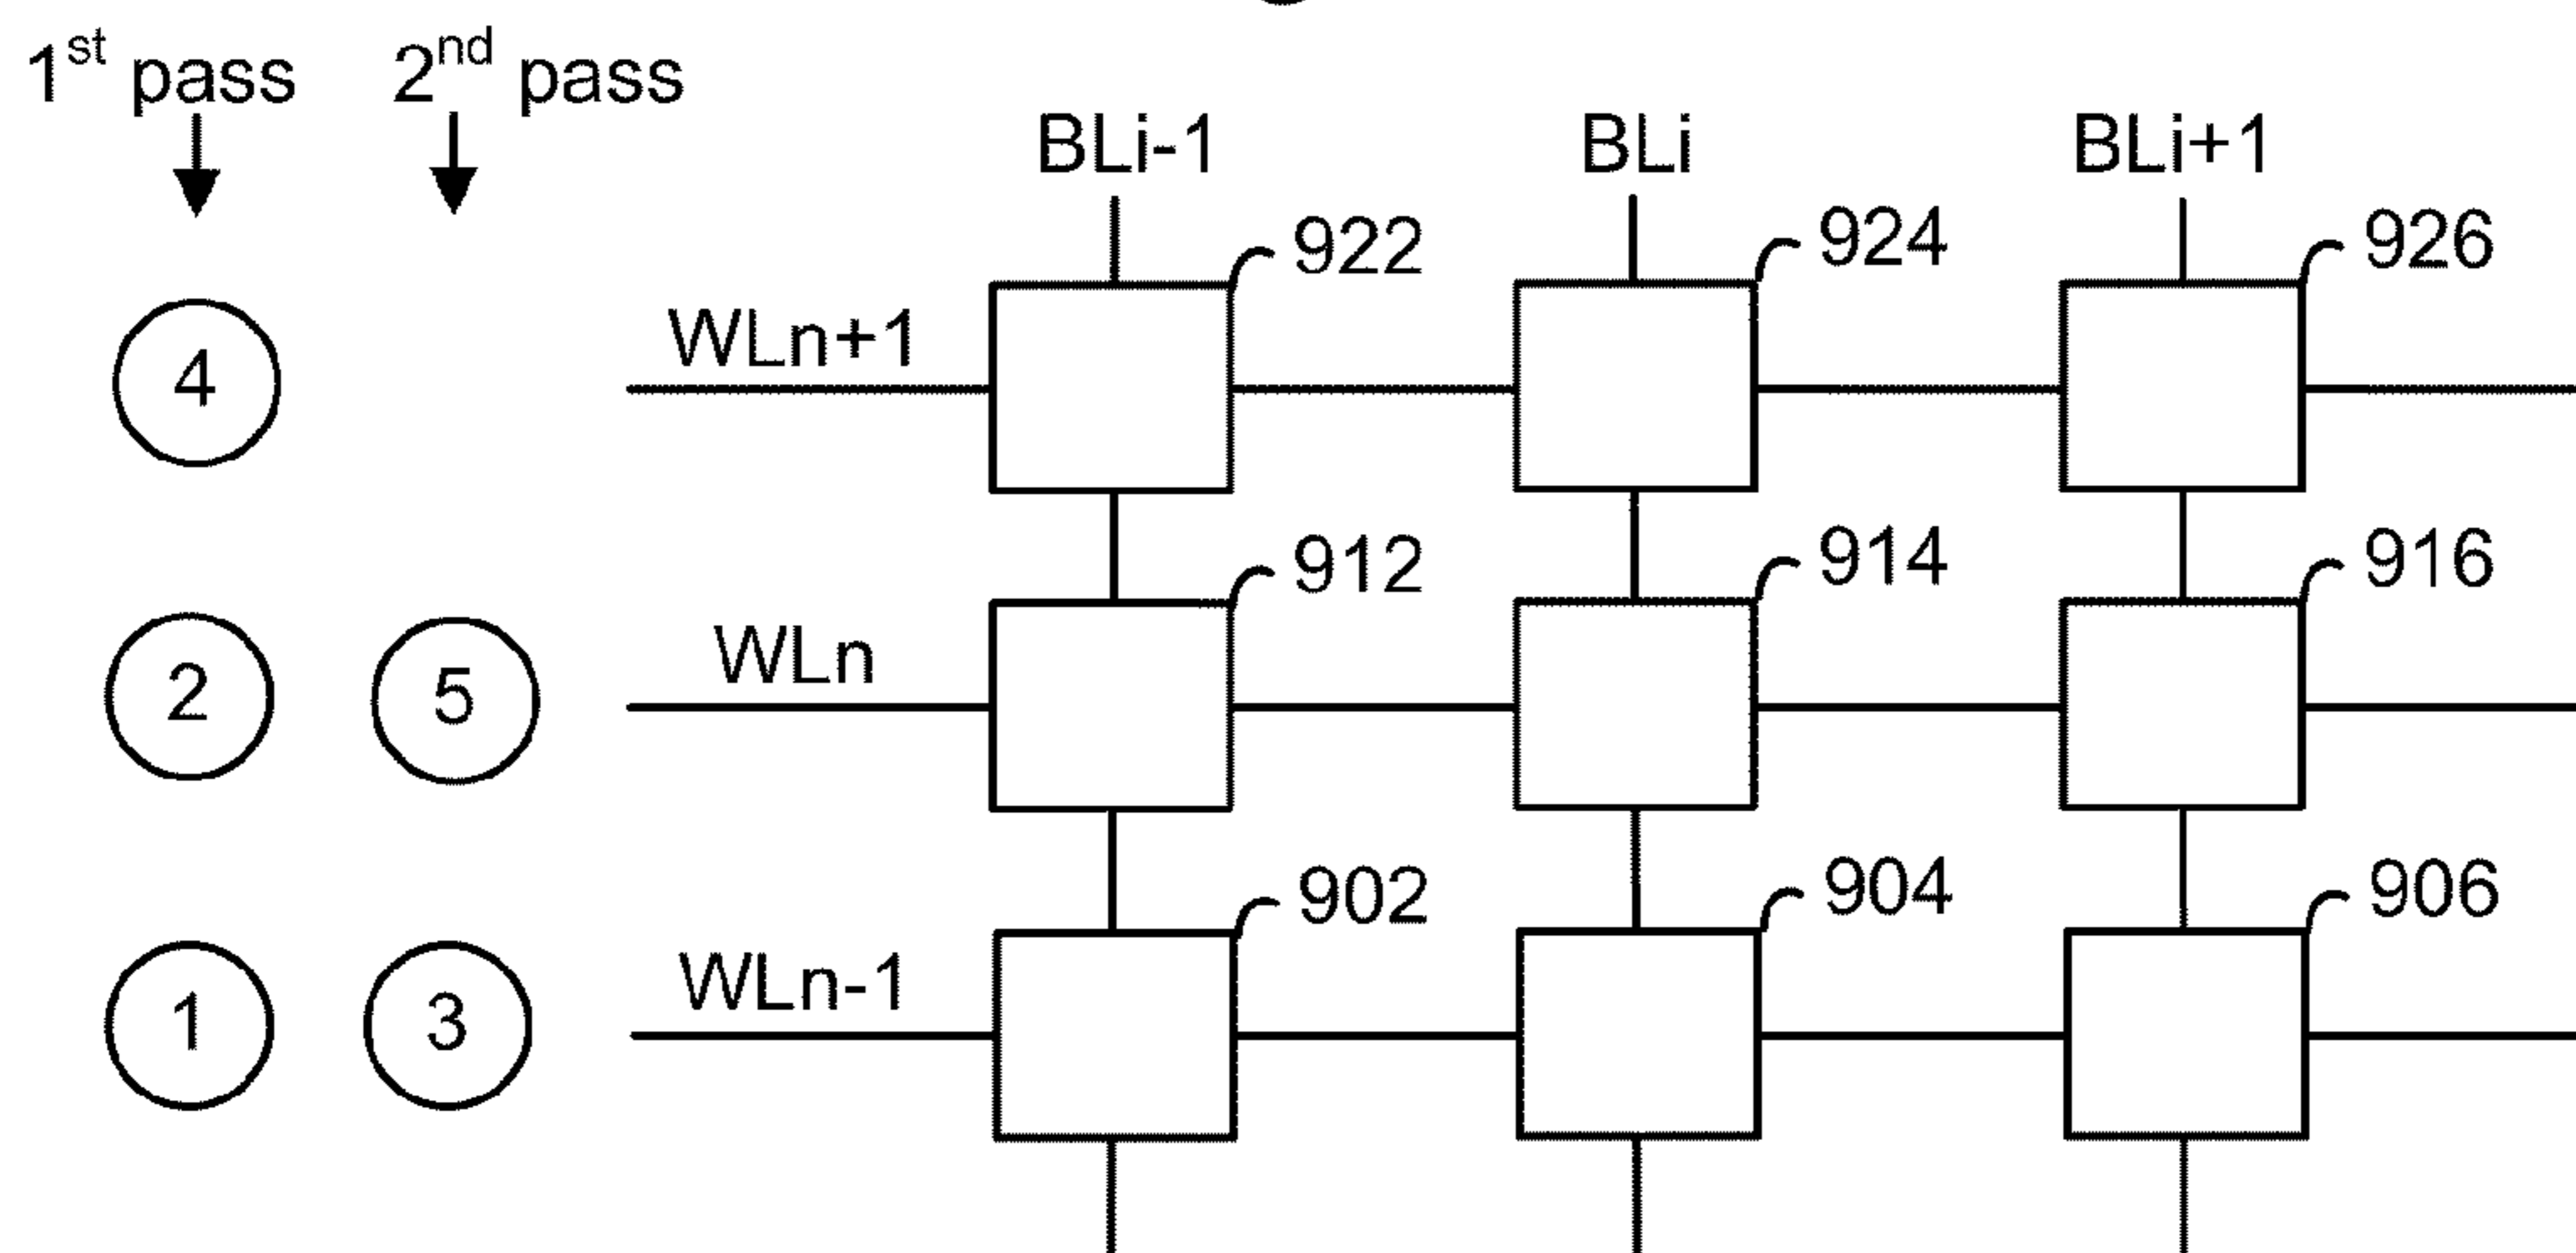 1st pass 2nd pass
BLi-1 BLi BLi+1
922 924 926
4 WLn+1
912 914 916
2 5 WLn
902 904 906
1 3 WLn-1